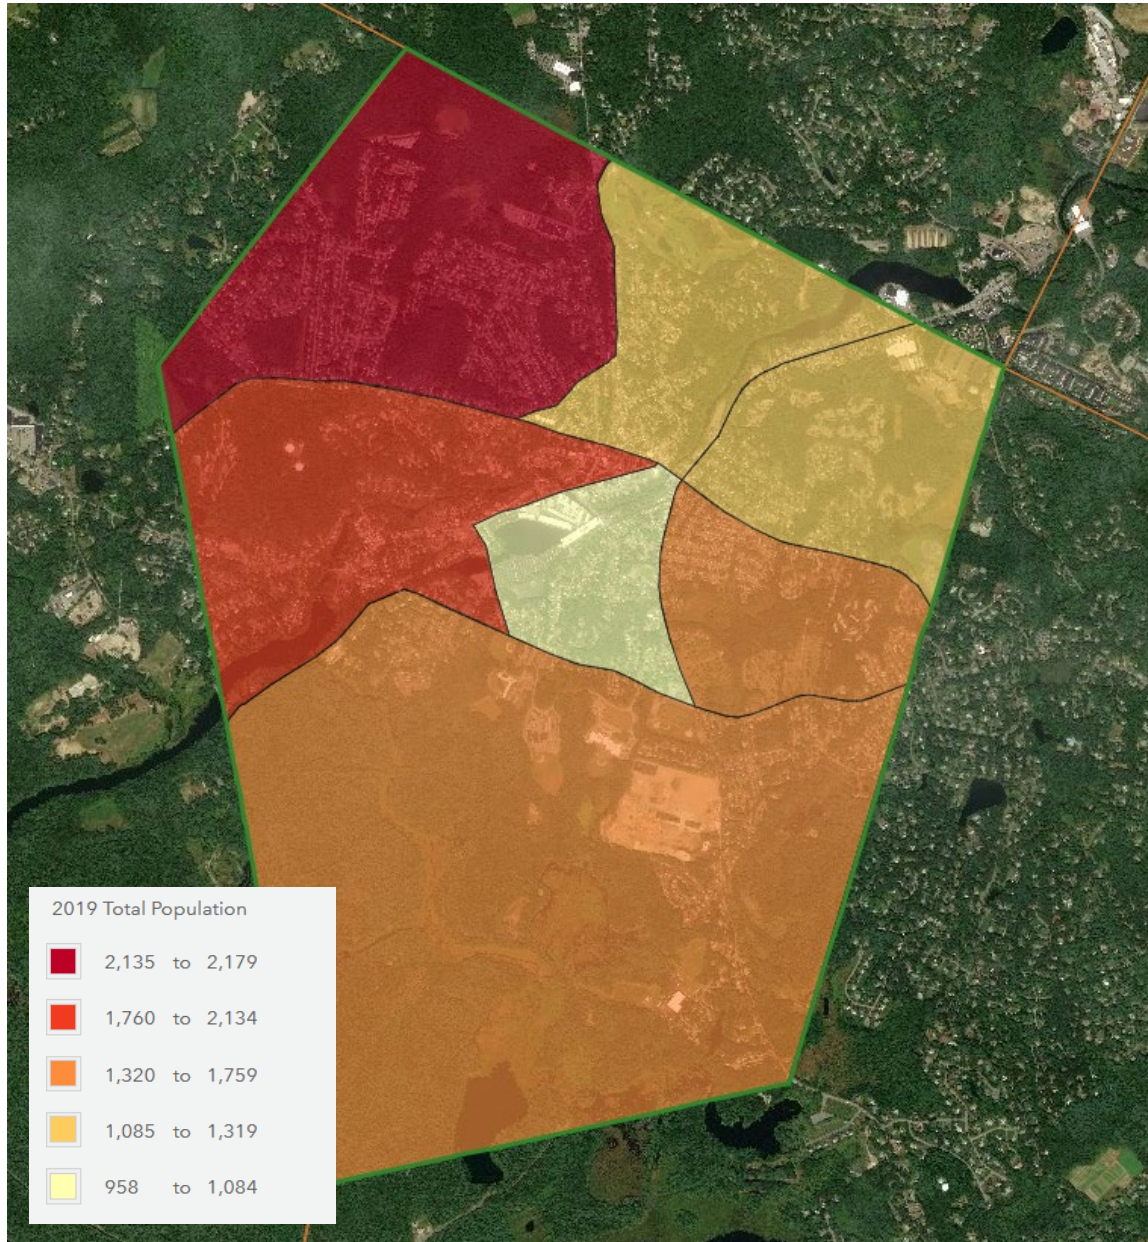 2019 Total Population
2,135 to 2,179
1,760 to 2,134
1,320 to 1,759
1,085 to 1,319
958 to 1,084